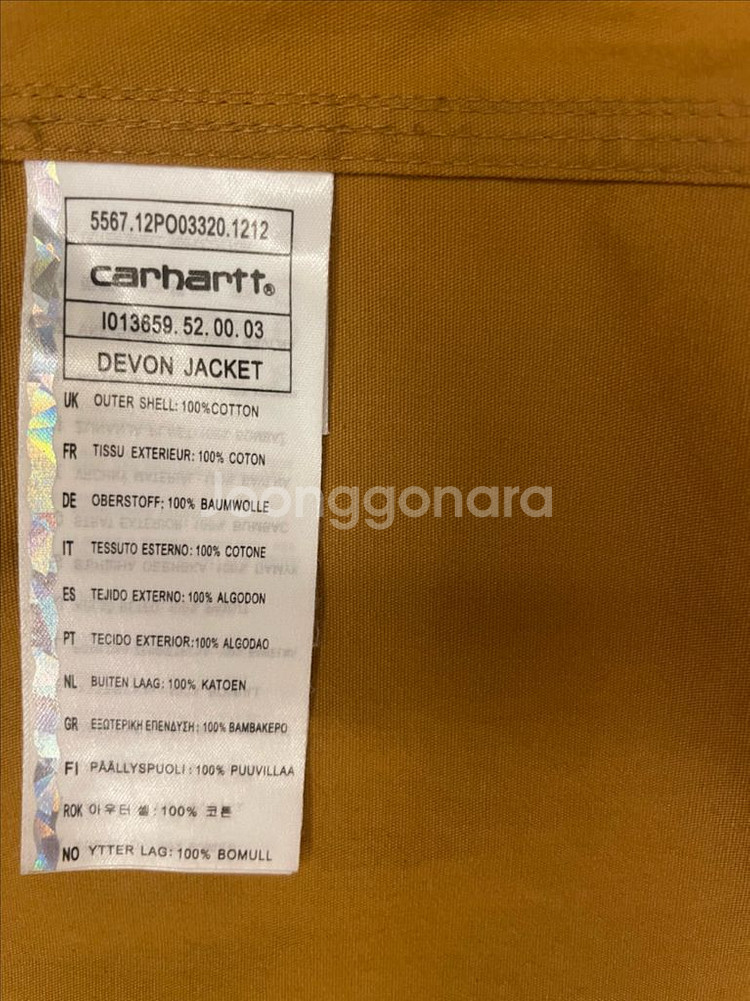 5567.12PO03320.1212
carhartt®
I013659.52.00.03
DEVON JACKET
UK OUTER SHELL: 100%COTTON
FR TISSU EXTERIEUR: 100% COTON
DE OBERSTOFF: 100% BAUMWOLLE
IT TESSUTO ESTERNO: 100% COTONE
ES TEJIDO EXTERNO: 100% ALGODON
PT TECIDO EXTERIOR:100% ALGODAO
NL BUITEN LAAG: 100% KATOEN
GR ΕΞΩΤΕΡΙΚΗ ΕΠΕΝΔΥΣΗ: 100% ΒΑΜΒΑΚΕΡΟ
FI PÄÄLLYSPUOLI: 100% PUUVILLAA
ROK 아우터 셀: 100% 코튼
NO YTTER LAG: 100% BOMULL
Joonggonara